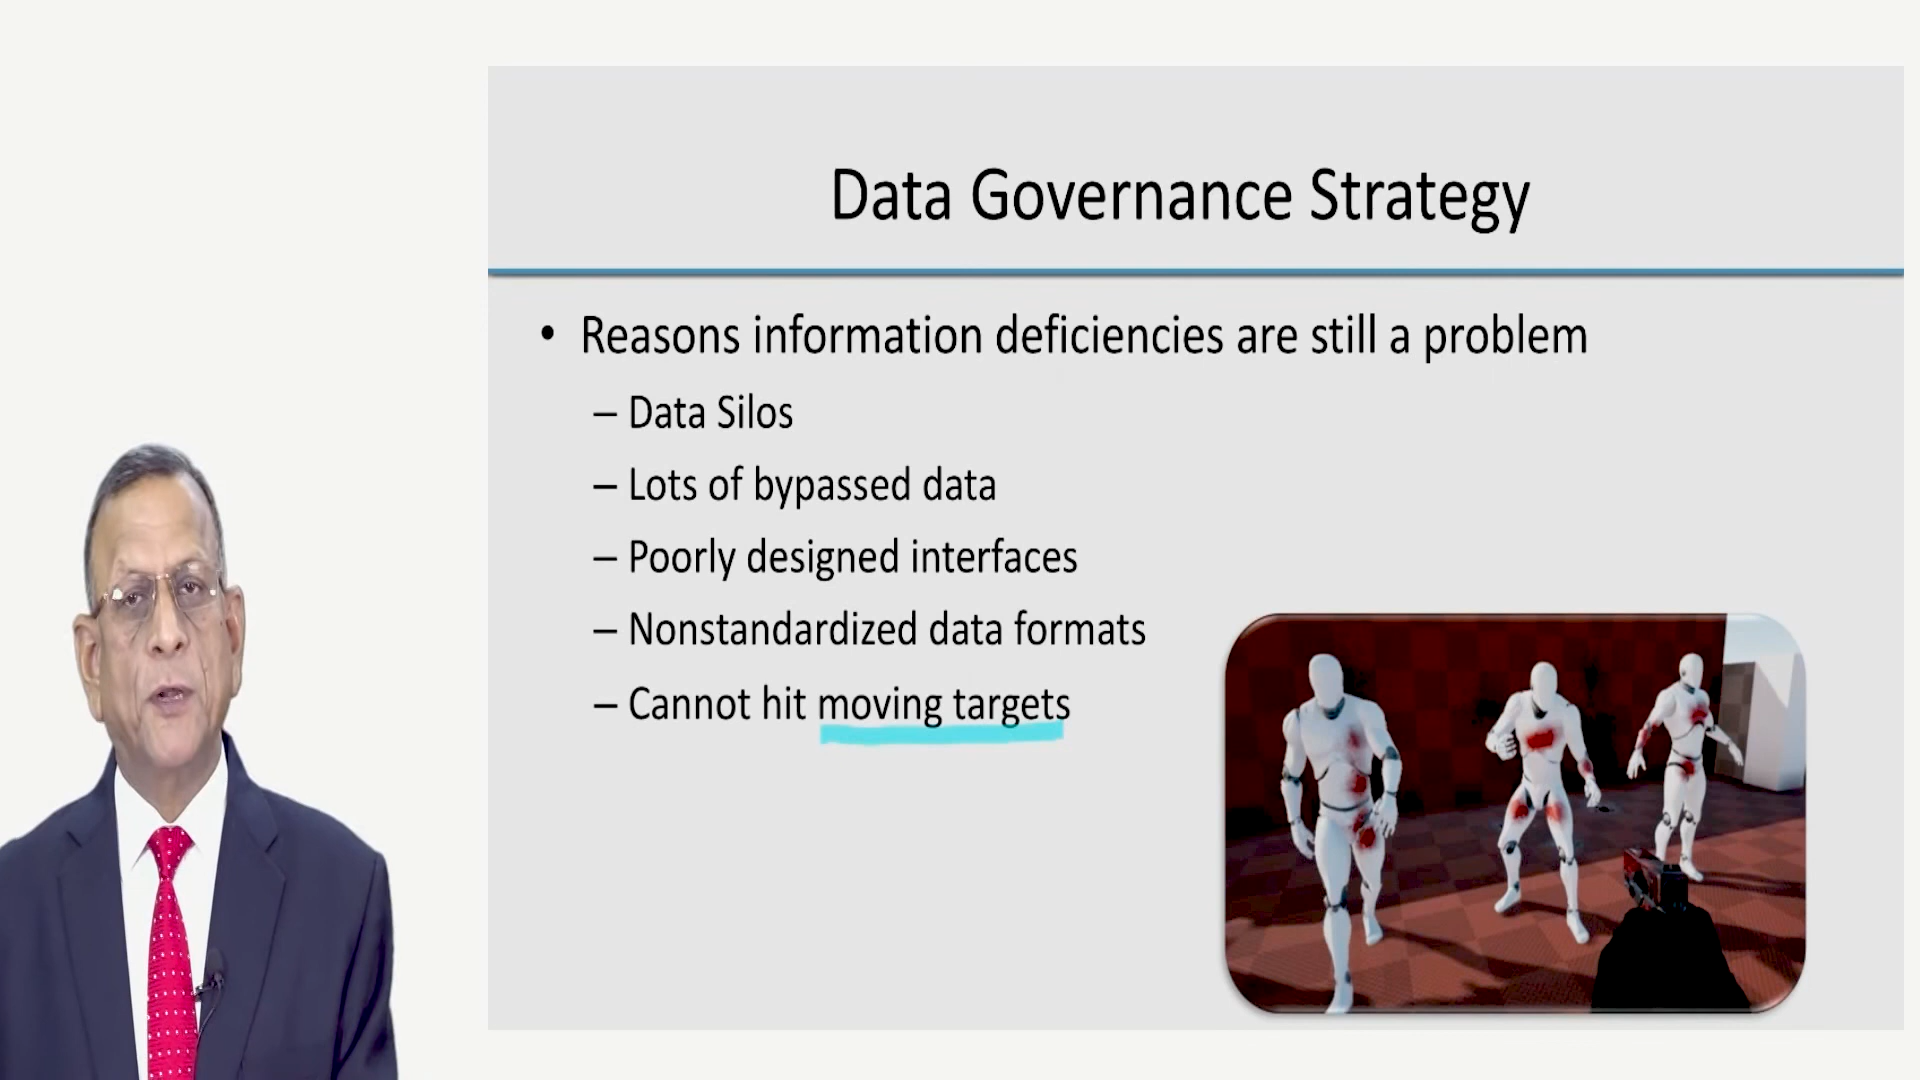 Data Governance Strategy
• Reasons information deficiencies are still a problem
– Data Silos
– Lots of bypassed data
– Poorly designed interfaces
– Nonstandardized data formats
– Cannot hit moving targets